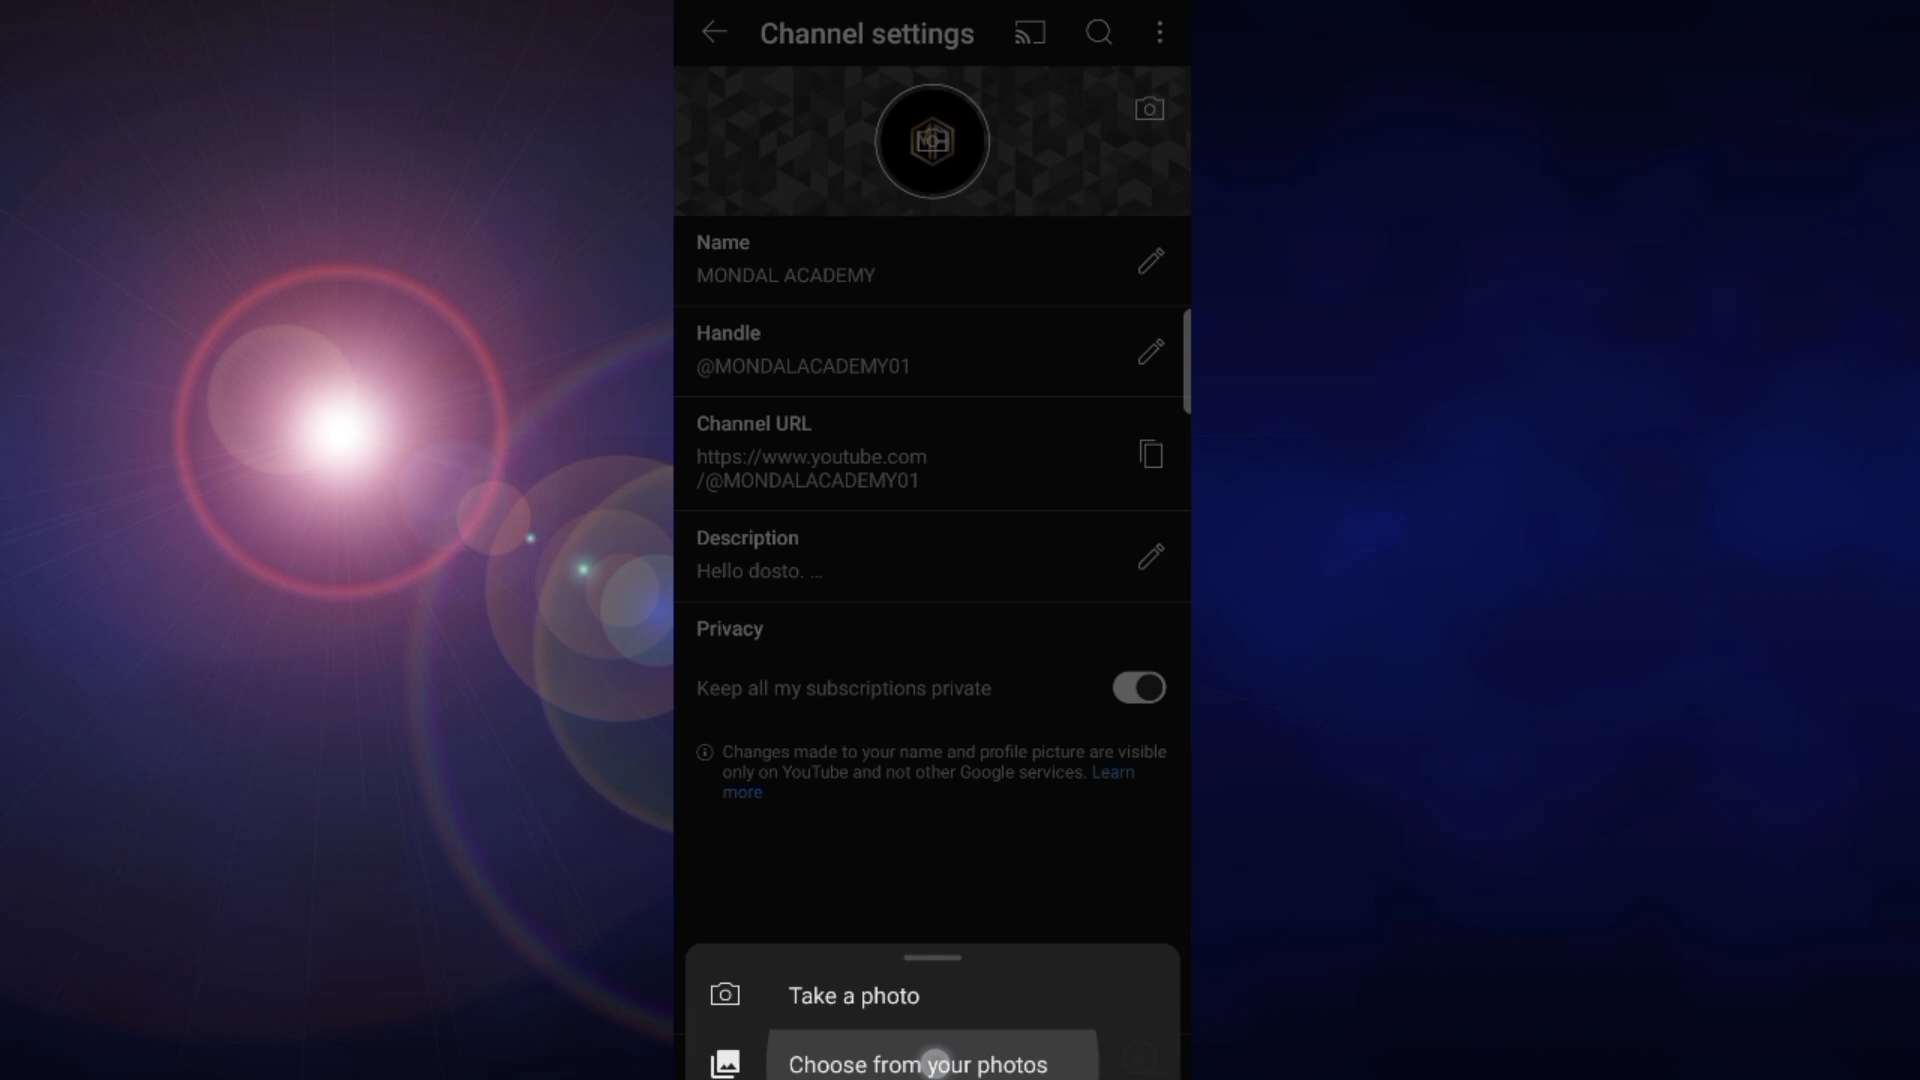 Channel settings
Name
MONDAL ACADEMY
Handle
@MONDALACADEMY01
Channel URL
https://www.youtube.com
/@MONDALACADEMY01
Description
Hello dosto. ...
Privacy
Keep all my subscriptions private
Changes made to your name and profile picture are visible
only on YouTube and not other Google services. Learn
more
Take a photo
Choose from your photos